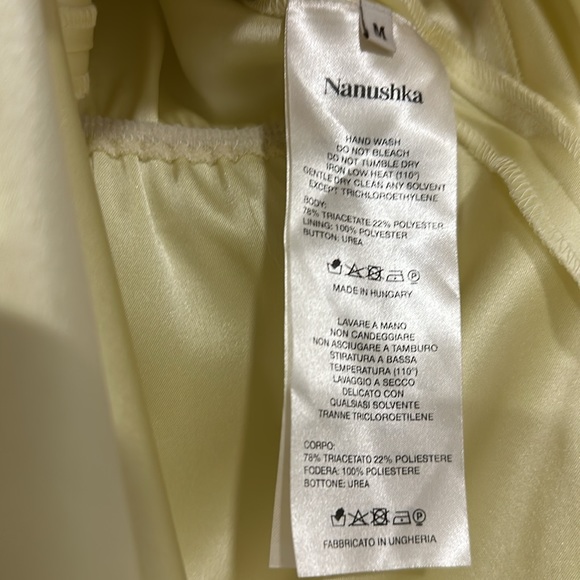 M
Nanushka
HAND WASH
DO NOT BLEACH
DO NOT TUMBLE DRY
IRON LOW HEAT (110°)
GENTLE DRY CLEAN ANY SOLVENT
EXCEPT TRICHLOROETHYLENE
BODY:
78% TRIACETATE 22% POLYESTER
LINING: 100% POLYESTER
BUTTON: UREA
P
MADE IN HUNGARY
LAVARE A MANO
NON CANDEGGIARE
NON ASCIUGARE A TAMBURO
STIRATURA A BASSA
TEMPERATURA (110°)
LAVAGGIO A SECCO
DELICATO CON
QUALSIASI SOLVENTE
TRANNE TRICLOROETILENE
CORPO:
78% TRIACETATO 22% POLIESTERE
FODERA: 100% POLIESTERE
BOTTONE: UREA
P
FABBRICATO IN UNGHERIA